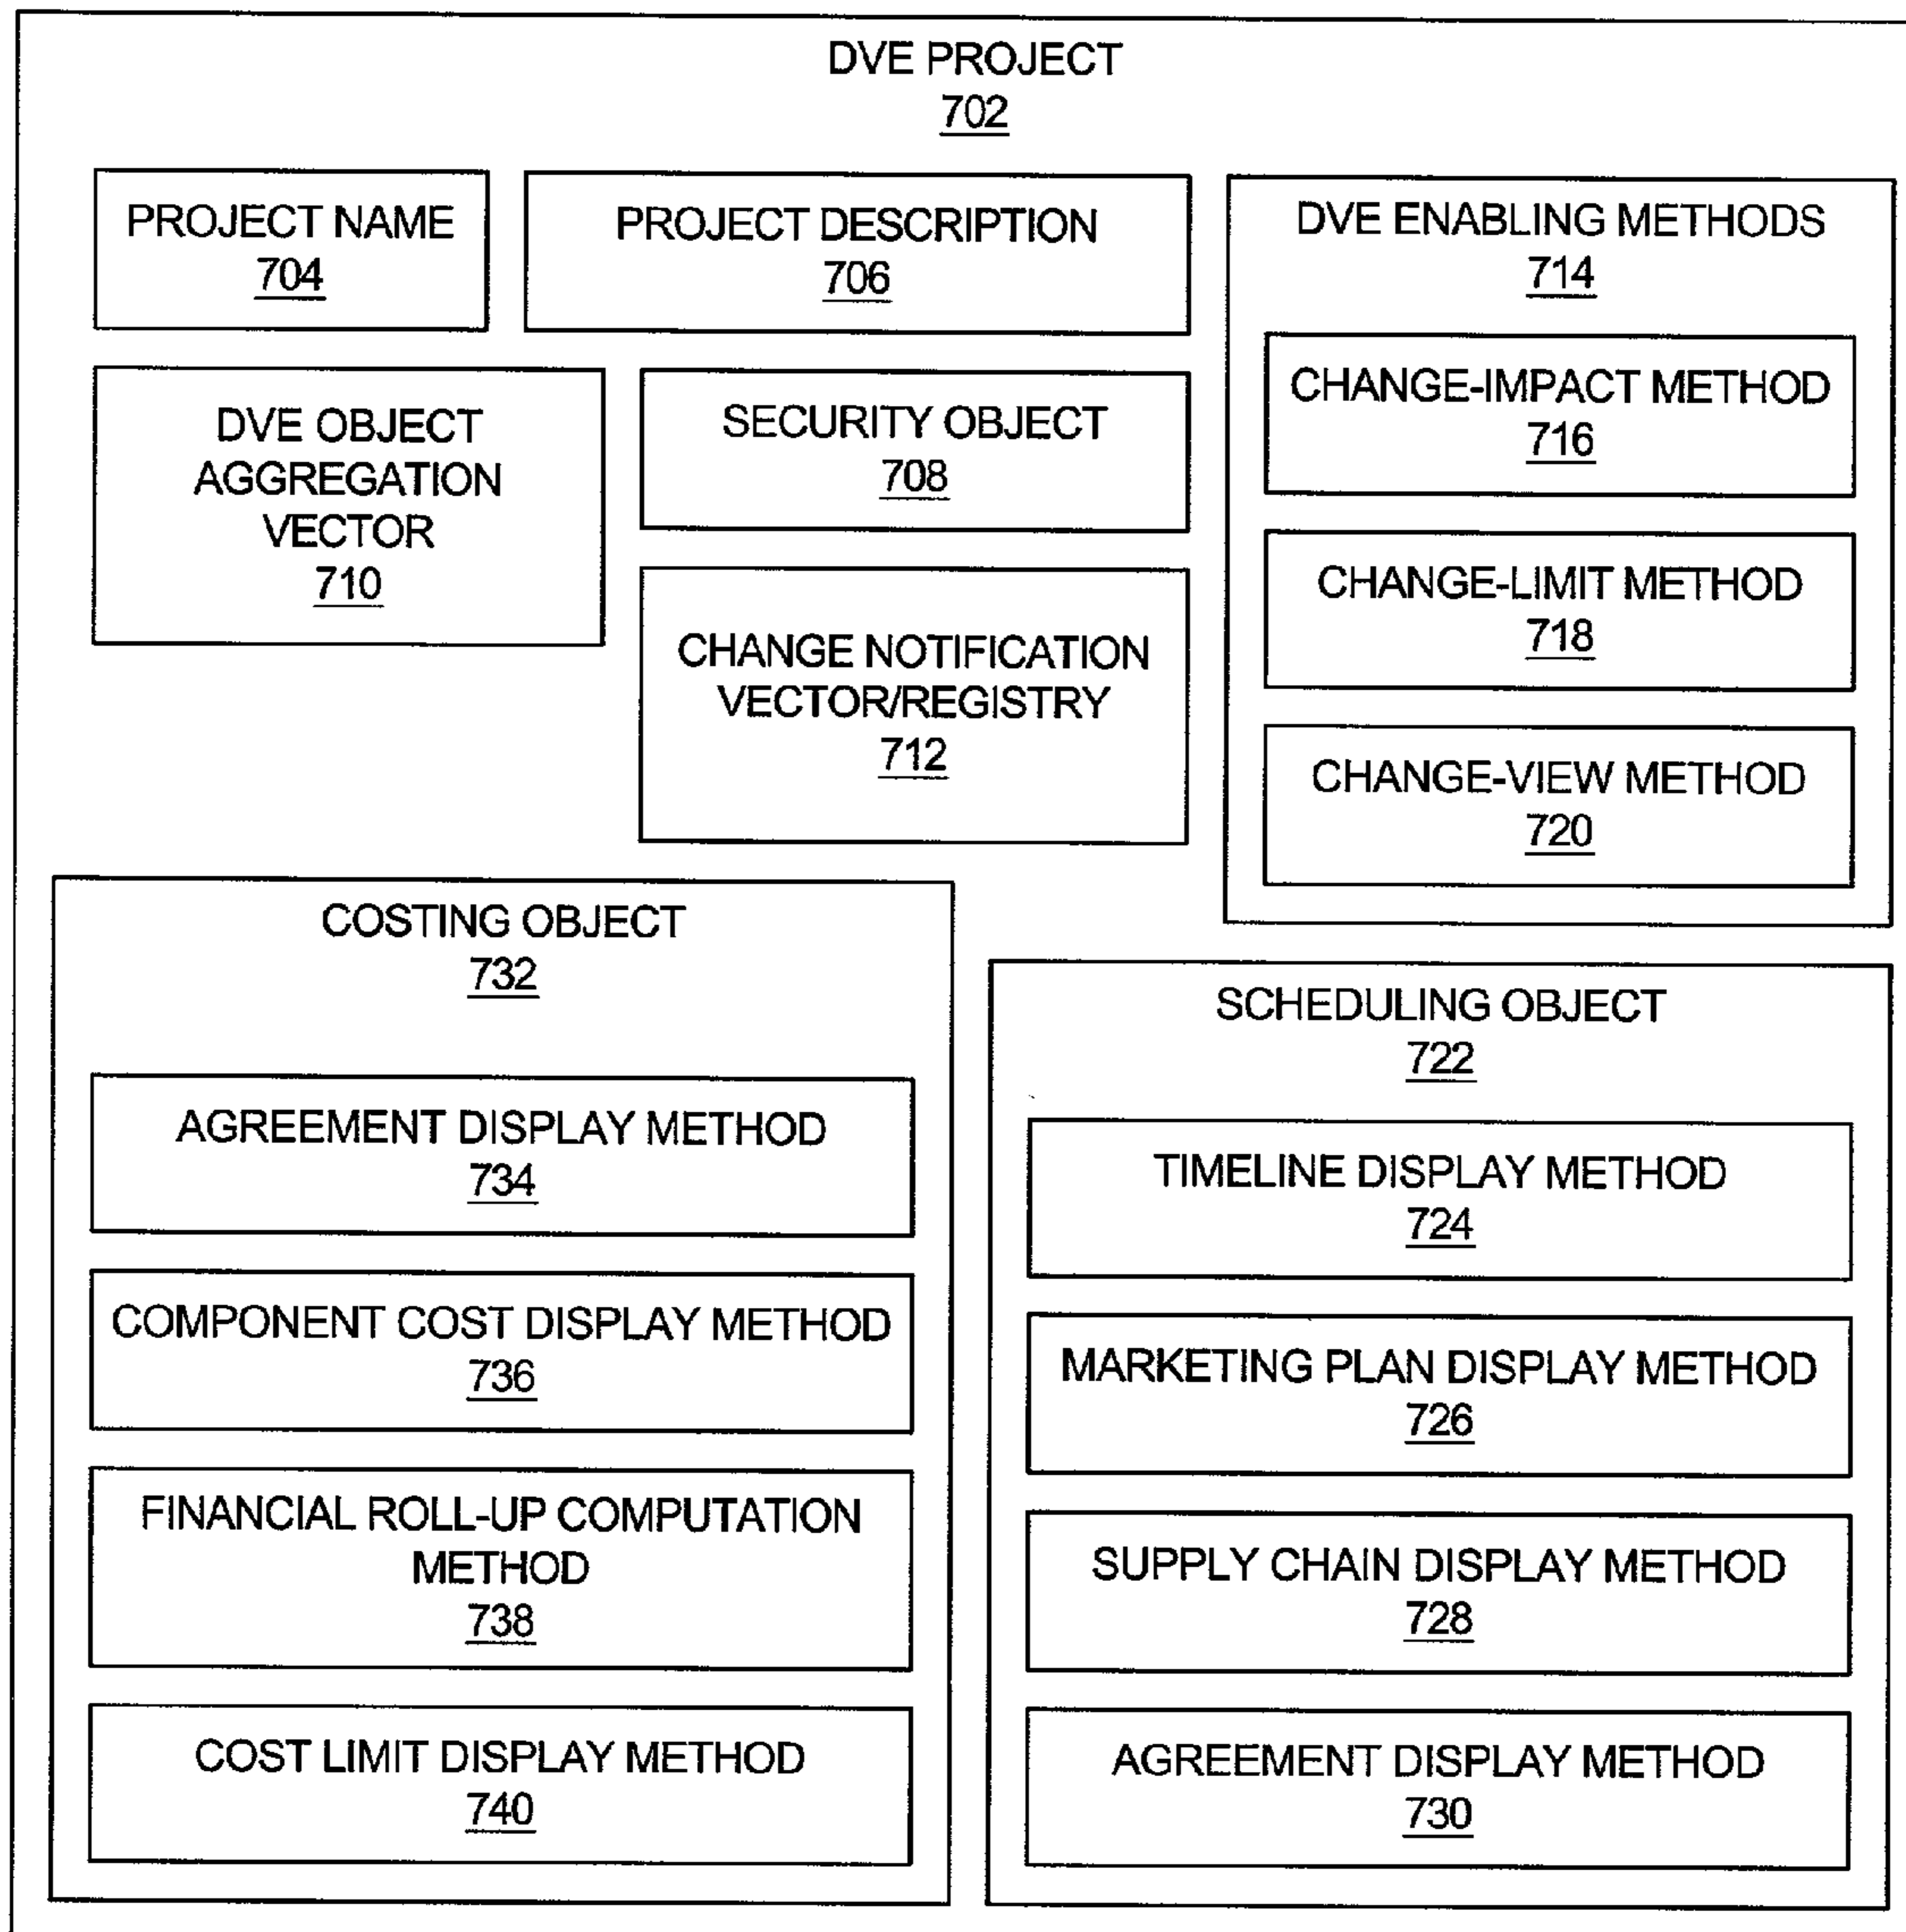 DVE PROJECT
702
PROJECT NAME
704
PROJECT DESCRIPTION
706
DVE OBJECT
AGGREGATION
VECTOR
710
SECURITY OBJECT
708
CHANGE NOTIFICATION
VECTOR/REGISTRY
712
DVE ENABLING METHODS
714
CHANGE-IMPACT METHOD
716
CHANGE-LIMIT METHOD
718
CHANGE-VIEW METHOD
720
COSTING OBJECT
732
AGREEMENT DISPLAY METHOD
734
COMPONENT COST DISPLAY METHOD
736
FINANCIAL ROLL-UP COMPUTATION
METHOD
738
COST LIMIT DISPLAY METHOD
740
SCHEDULING OBJECT
722
TIMELINE DISPLAY METHOD
724
MARKETING PLAN DISPLAY METHOD
726
SUPPLY CHAIN DISPLAY METHOD
728
AGREEMENT DISPLAY METHOD
730